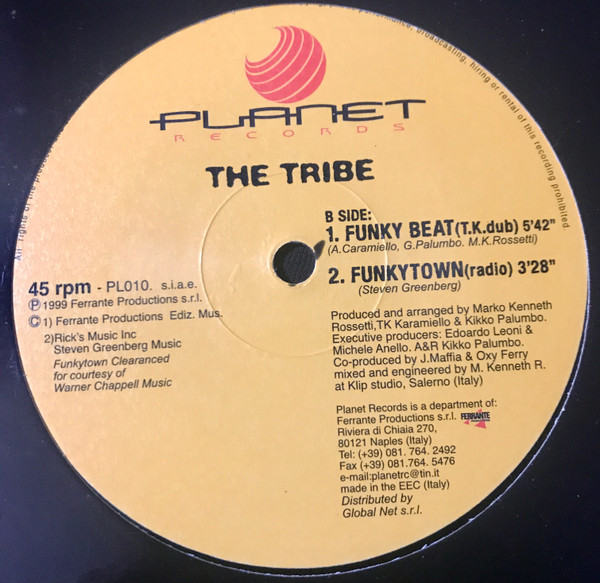 PLANET
RECORDS
THE TRIBE
B SIDE:
1. FUNKY BEAT(T.K.dub) 5'42"
(A.Caramiello, G.Palumbo. M.K.Rossetti)
2. FUNKYTOWN(radio) 3'28"
(Steven Greenberg)
45 rpm - PL010. s.i.a.e.
Ⓟ 1999 Ferrante Productions s.r.l.
© 1) Ferrante Productions Ediz. Mus.
2)Rick's Music Inc
Steven Greenberg Music
Funkytown Clearanced
for courtesy of
Warner Chappell Music
Produced and arranged by Marko Kenneth
Rossetti,TK Karamiello & Kikko Palumbo.
Executive producers: Edoardo Leoni &
Michele Anello. A&R Kikko Palumbo.
Co-produced by J.Maffia & Oxy Ferry
mixed and engineered by M. Kenneth R.
at Klip studio, Salerno (Italy)
Planet Records is a department of:
Ferrante Productions s.r.l. FERRANTE
Riviera di Chiaia 270,
80121 Naples (Italy)
Tel: (+39) 081. 764. 2492
Fax (+39) 081.764. 5476
e-mail:planetrc@tin.it
made in the EEC (Italy)
Distributed by
Global Net s.r.l.
All rights of the
broadcasting, hiring or rental of this recording prohibited.